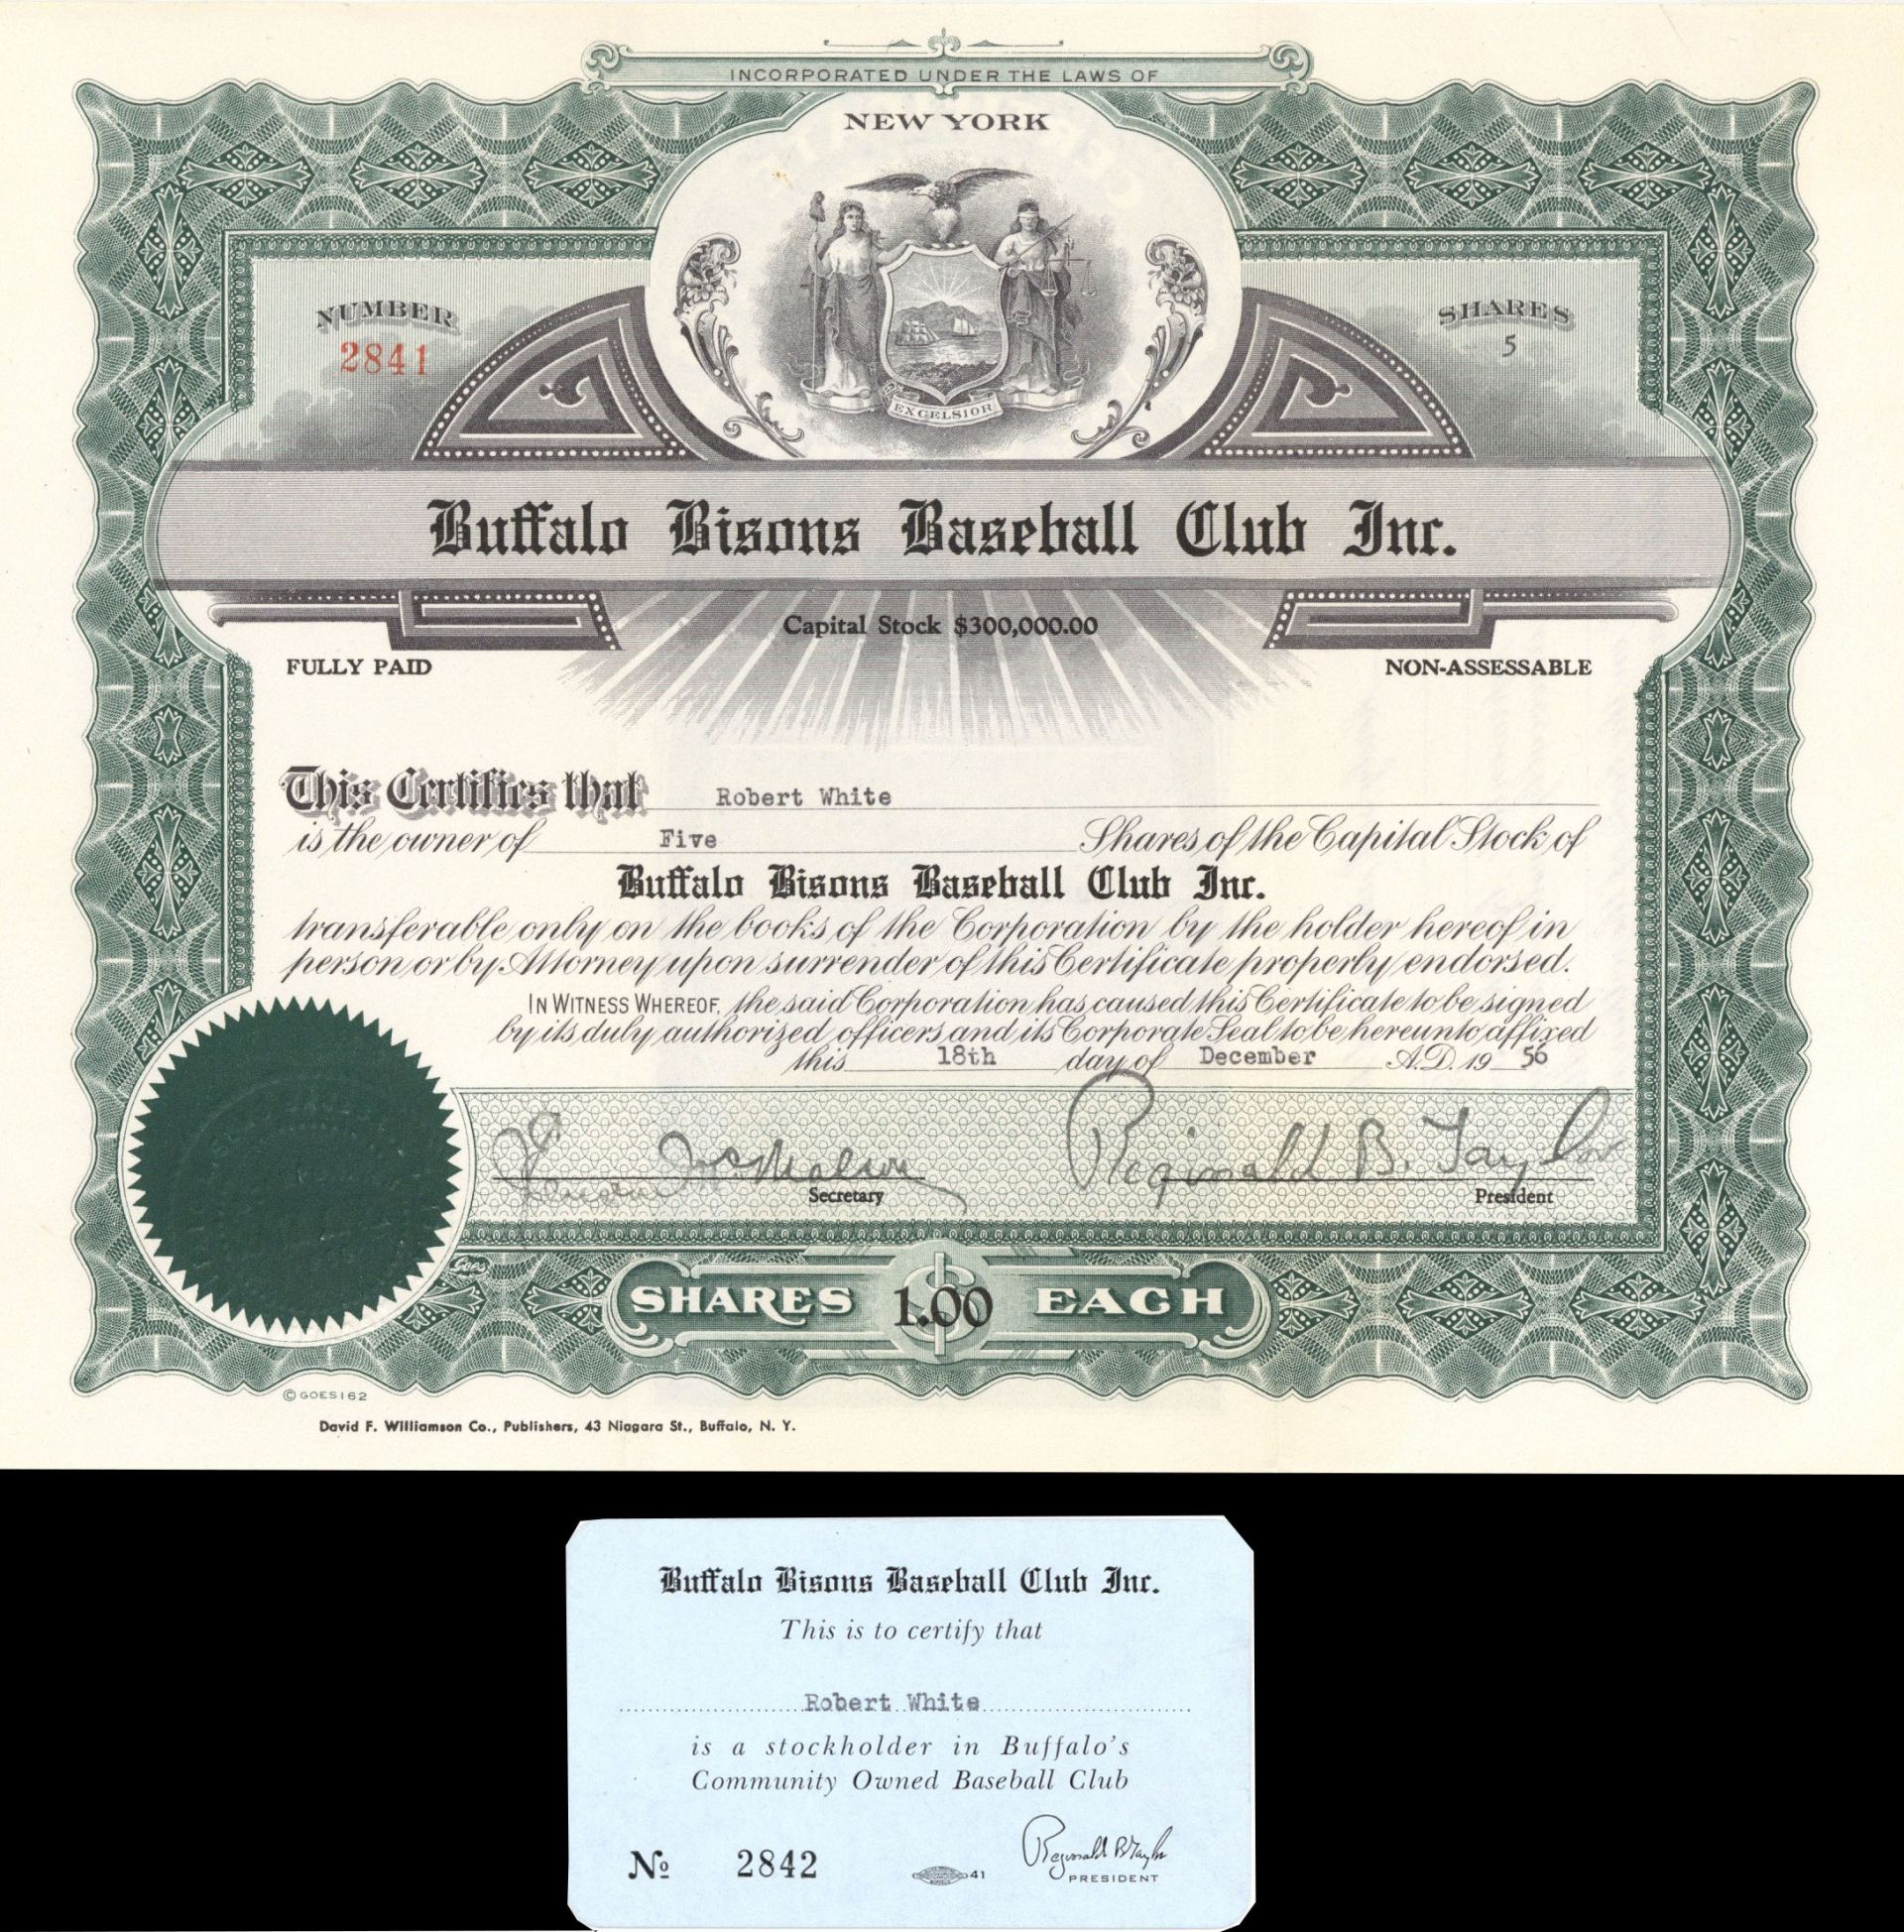 INCORPORATED UNDER THE LAWS OF
NEW YORK
NUMBER
2841
SHARES
5
EXCELSIOR
Buffalo Bisons Baseball Club Inc.
Capital Stock $300,000.00
FULLY PAID
NON-ASSESSABLE
This Certifies that Robert White
is the owner of Five Shares of the Capital Stock of
Buffalo Bisons Baseball Club Inc.
transferable only on the books of the Corporation by the holder hereof in
person or by Attorney upon surrender of this Certificate properly endorsed.
IN WITNESS WHEREOF, the said Corporation has caused this Certificate to be signed
by its duly authorized officers and its Corporate Seal to be hereunto affixed
this 18th day of December A.D. 19 56
Reginald B. Taylor
Secretary
President
Goes
SHARES $1.00 EACH
© GOES 162
David F. Williamson Co., Publishers, 43 Niagara St., Buffalo, N. Y.
Buffalo Bisons Baseball Club Inc.
This is to certify that
Robert White
is a stockholder in Buffalo's
Community Owned Baseball Club
Reginald B Taylor
№ 2842
41
PRESIDENT